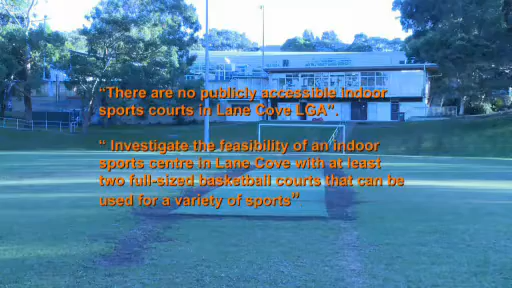 “There are no publicly accessible indoor
sports courts in Lane Cove LGA”.
“ Investigate the feasibility of an indoor
sports centre in Lane Cove with at least
two full-sized basketball courts that can be
used for a variety of sports”